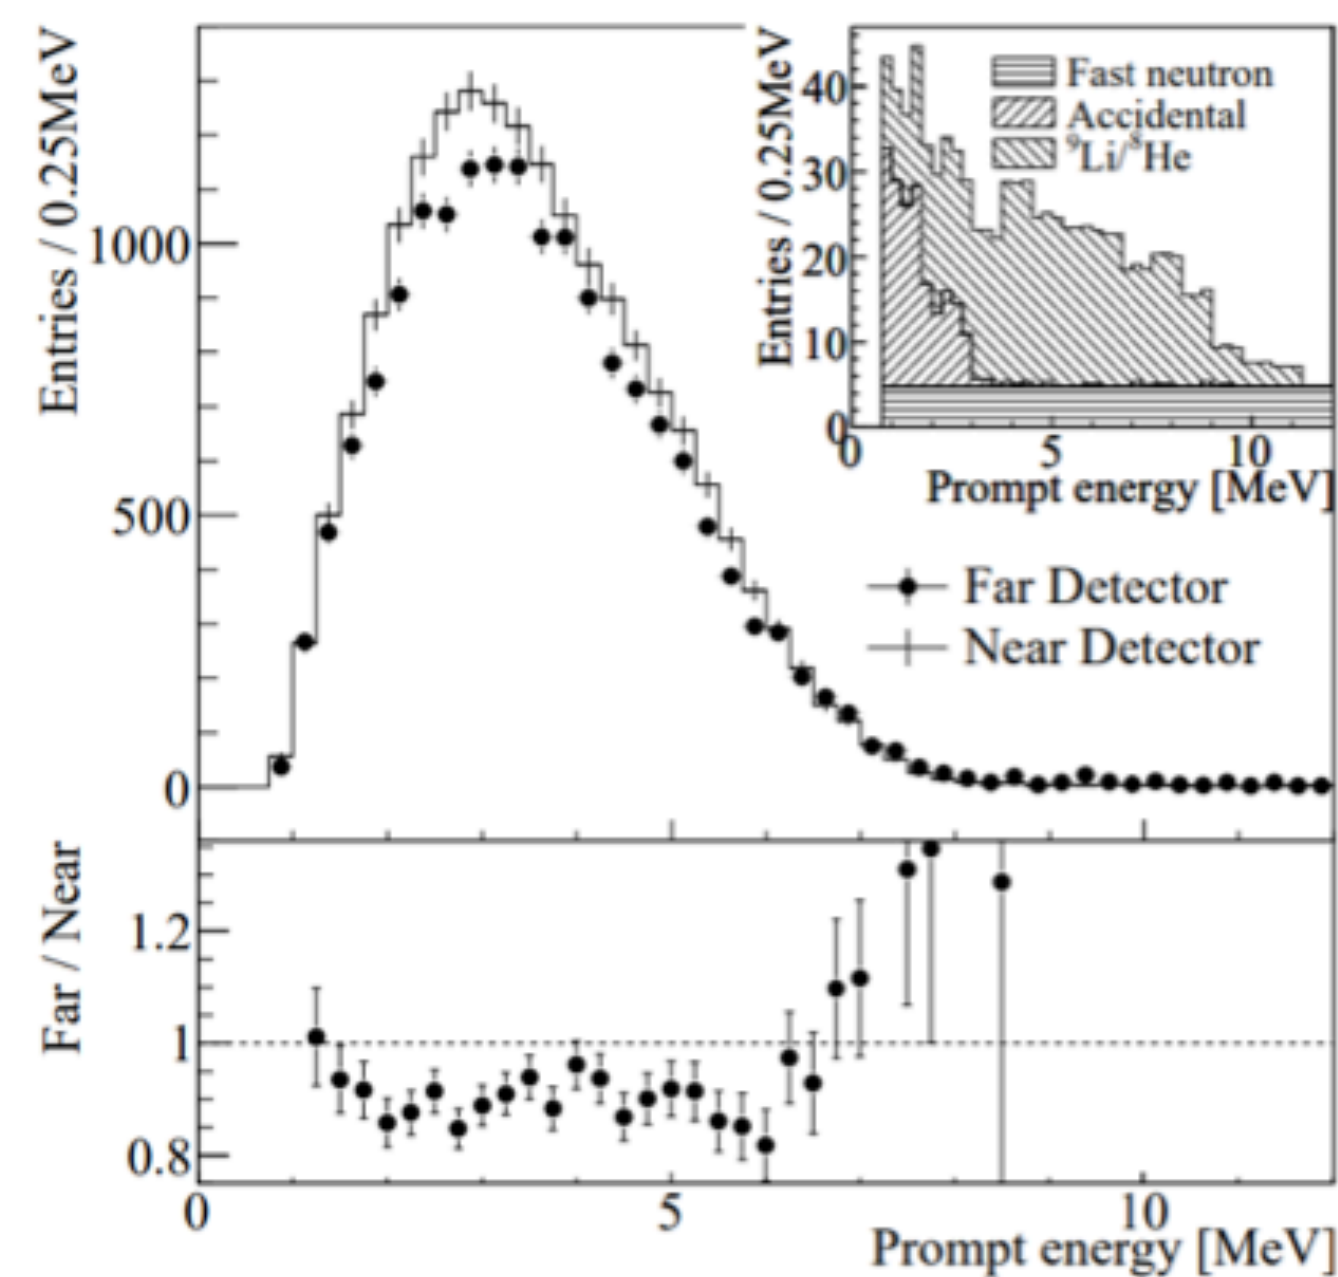 Entries / 0.25MeV
1000
500
0
Entries / 0.25MeV
40
30
20
10
0
Fast neutron
Accidental
⁹Li/⁸He
0 5 10
Prompt energy [MeV]
Far Detector
Near Detector
Far / Near
1.2
1
0.8
0 5 10
Prompt energy [MeV]